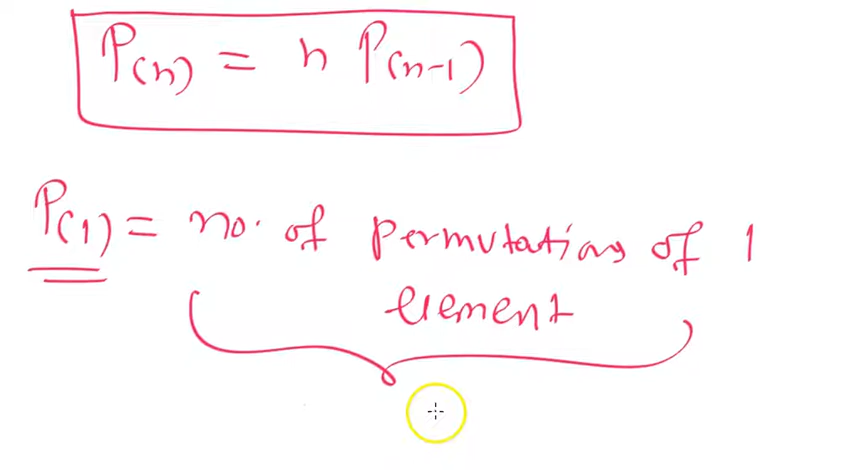 P(n) = n P(n-1)
P(1) = no. of permutations of 1
element